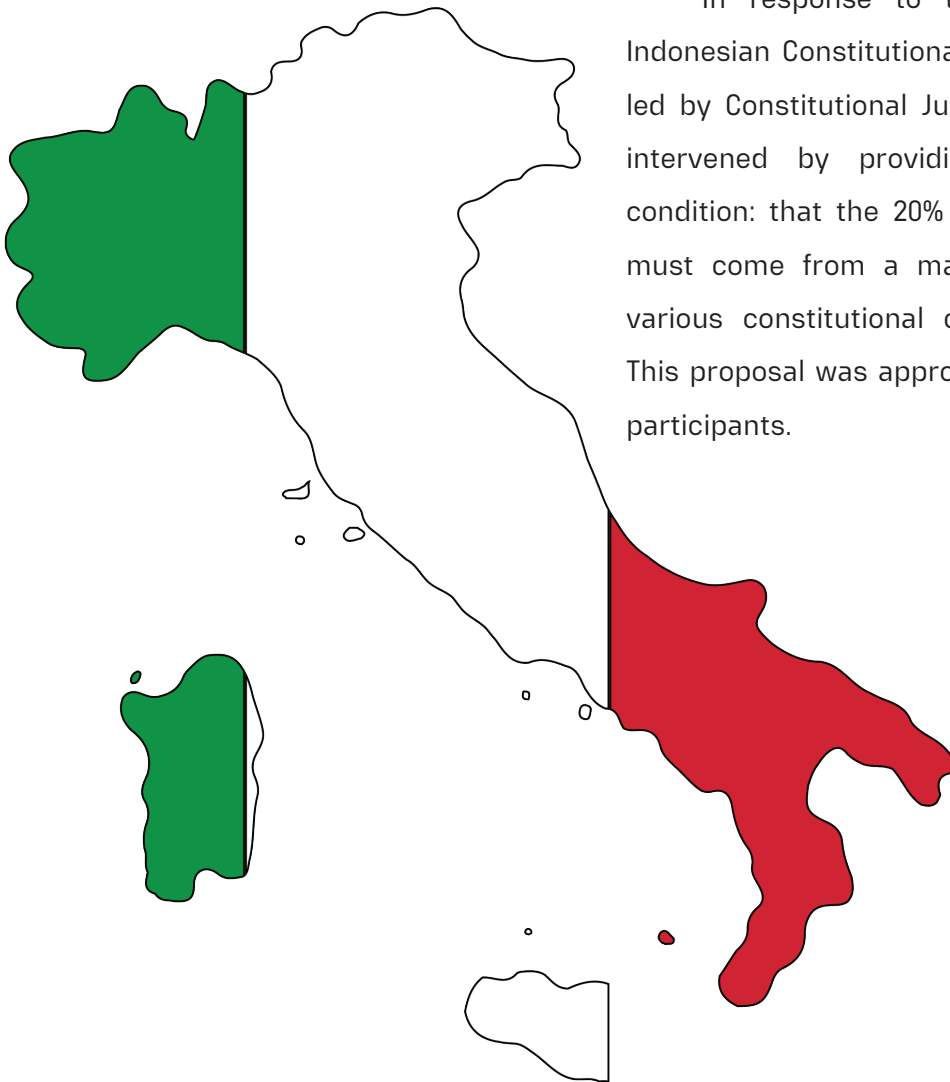 In response to
Indonesian Constitutiona
led by Constitutional Ju
intervened by providi
condition: that the 20%
must come from a ma
various constitutional
This proposal was appro
participants.